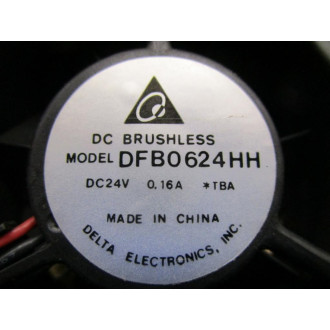 DC BRUSHLESS
MODEL DFB0624HH
DC24V 0.16A *TBA
MADE IN CHINA
DELTA ELECTRONICS, INC.